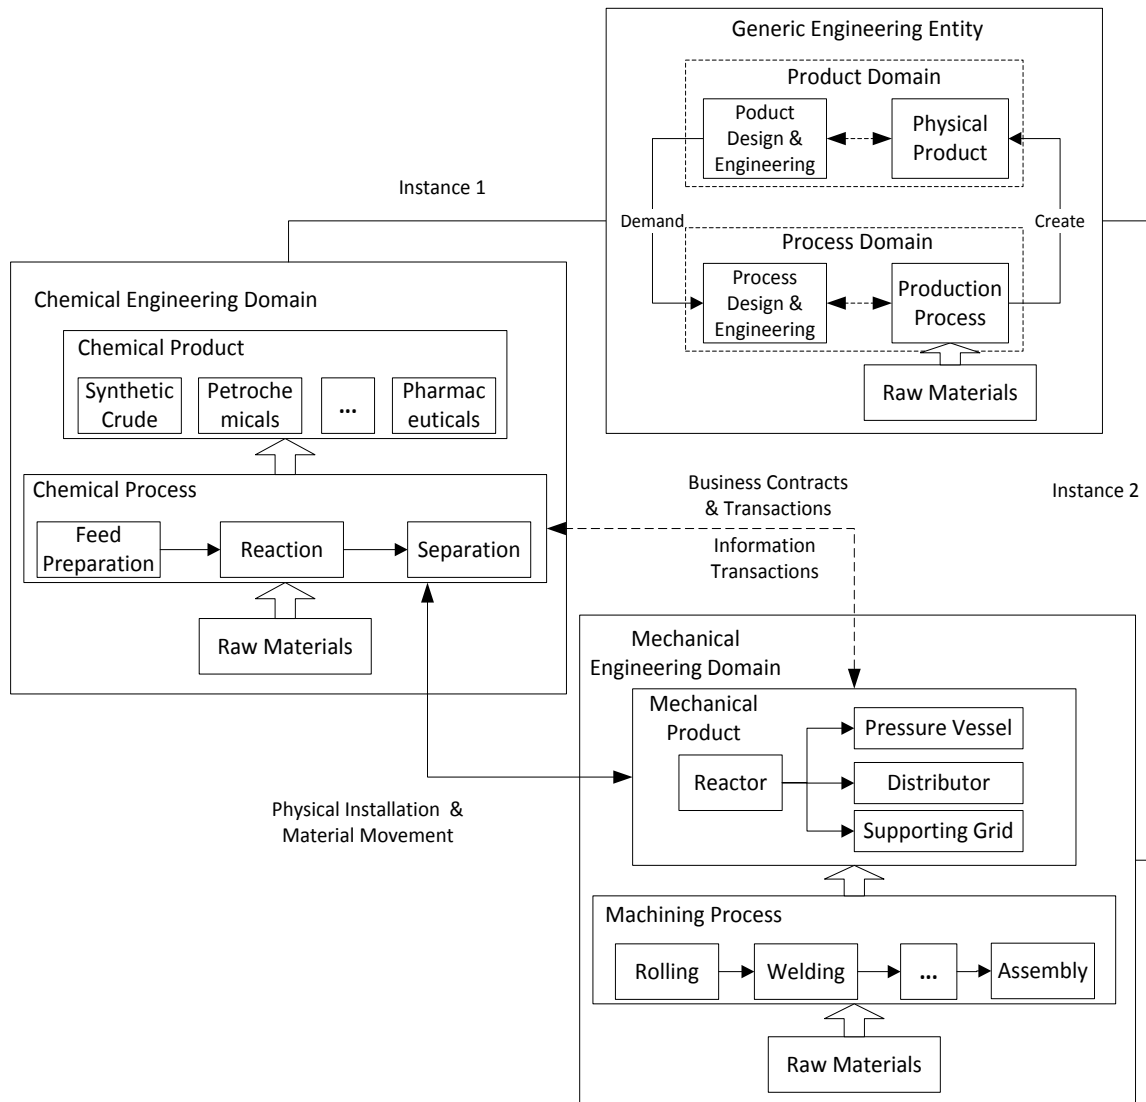 Generic Engineering Entity
Product Domain
Poduct
Design &
Engineering
Physical
Product
Instance 1
Demand
Create
Process Domain
Process
Design &
Engineering
Production
Process
Raw Materials
Chemical Engineering Domain
Chemical Product
Synthetic
Crude
Petroche
micals
...
Pharmac
euticals
Chemical Process
Feed
Preparation
Reaction
Separation
Raw Materials
Business Contracts
& Transactions
Information
Transactions
Instance 2
Physical Installation &
Material Movement
Mechanical
Engineering Domain
Mechanical
Product
Reactor
Pressure Vessel
Distributor
Supporting Grid
Machining Process
Rolling
Welding
...
Assembly
Raw Materials